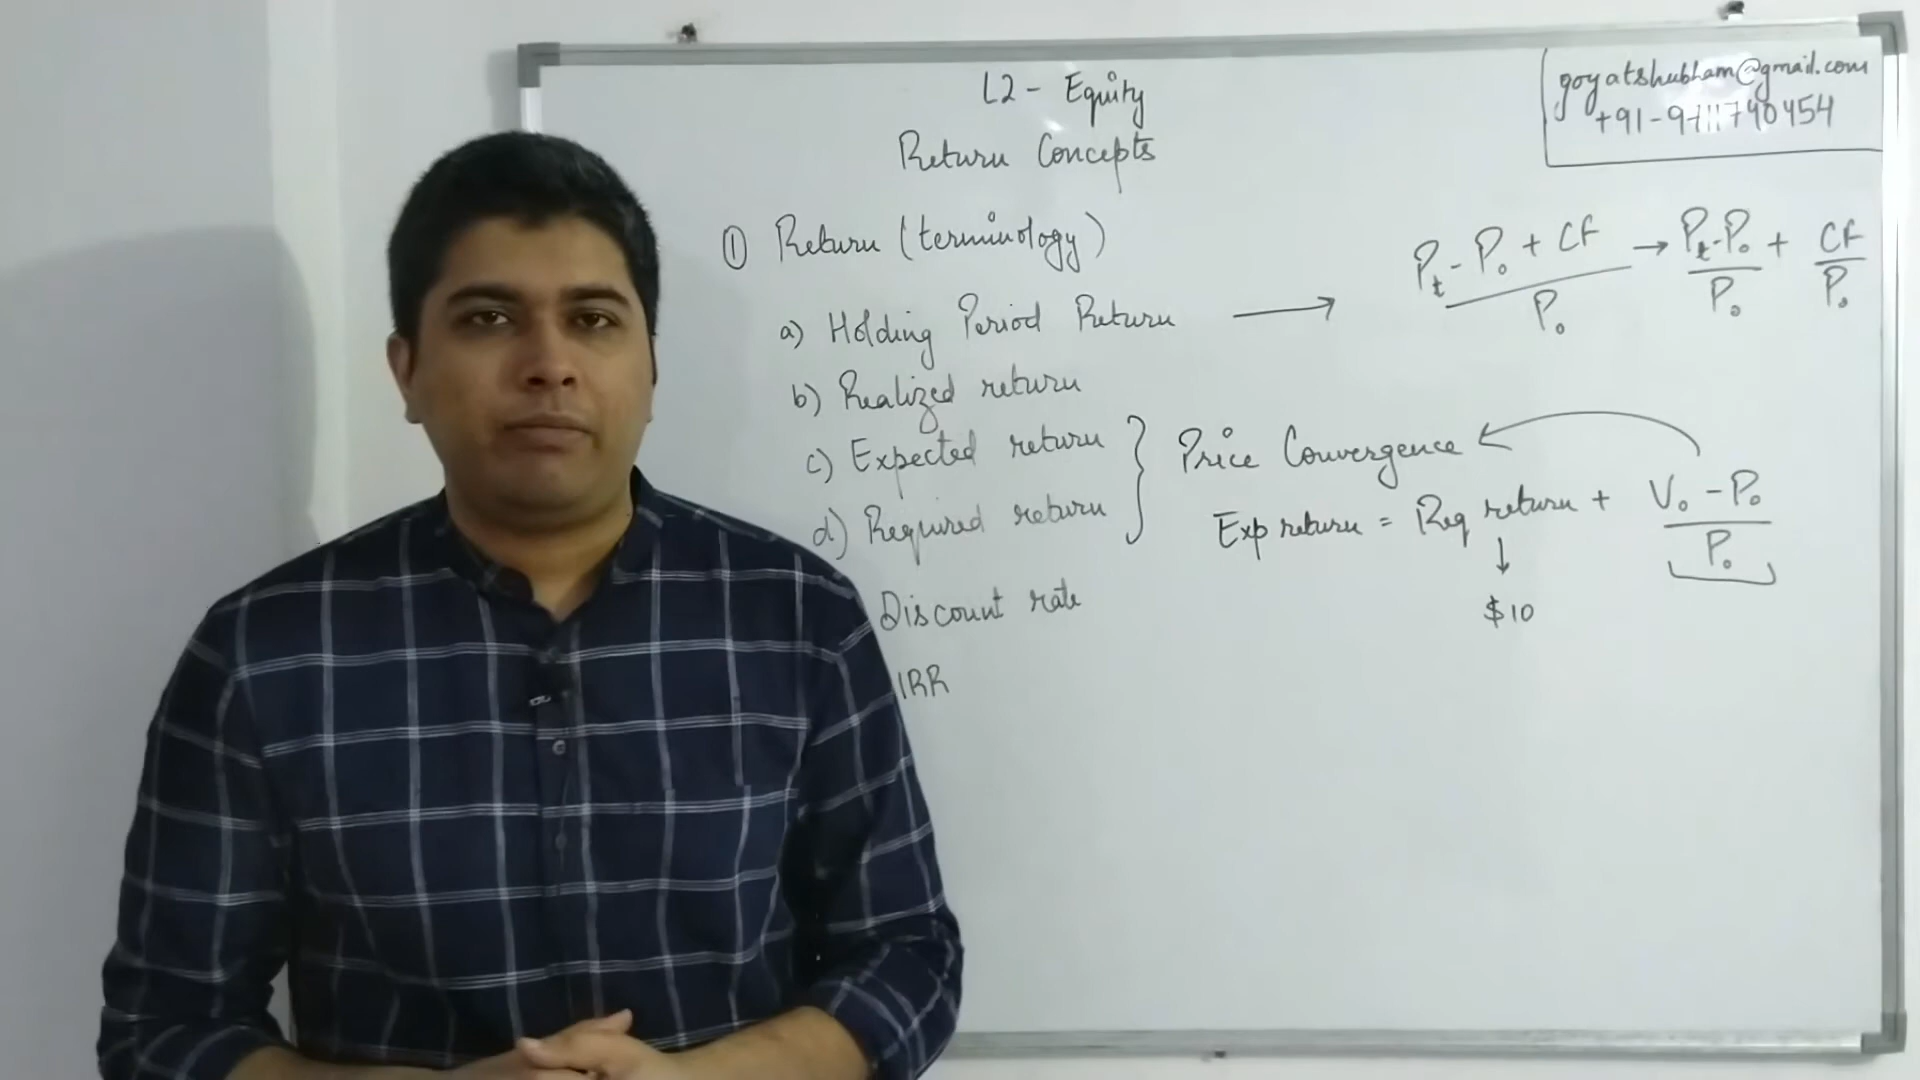 L2 - Equity
Return Concepts
goyatshubham@gmail.com
+91-9711740454
① Return (terminology)
a) Holding Period Return → (Pt - P₀ + CF) / P₀ → (Pt - P₀) / P₀ + CF / P₀
b) Realized return
c) Expected return
d) Required return
} Price Convergence ←
Exp return = Req return + (V₀ - P₀) / P₀
↓
$10
Discount rate
IRR